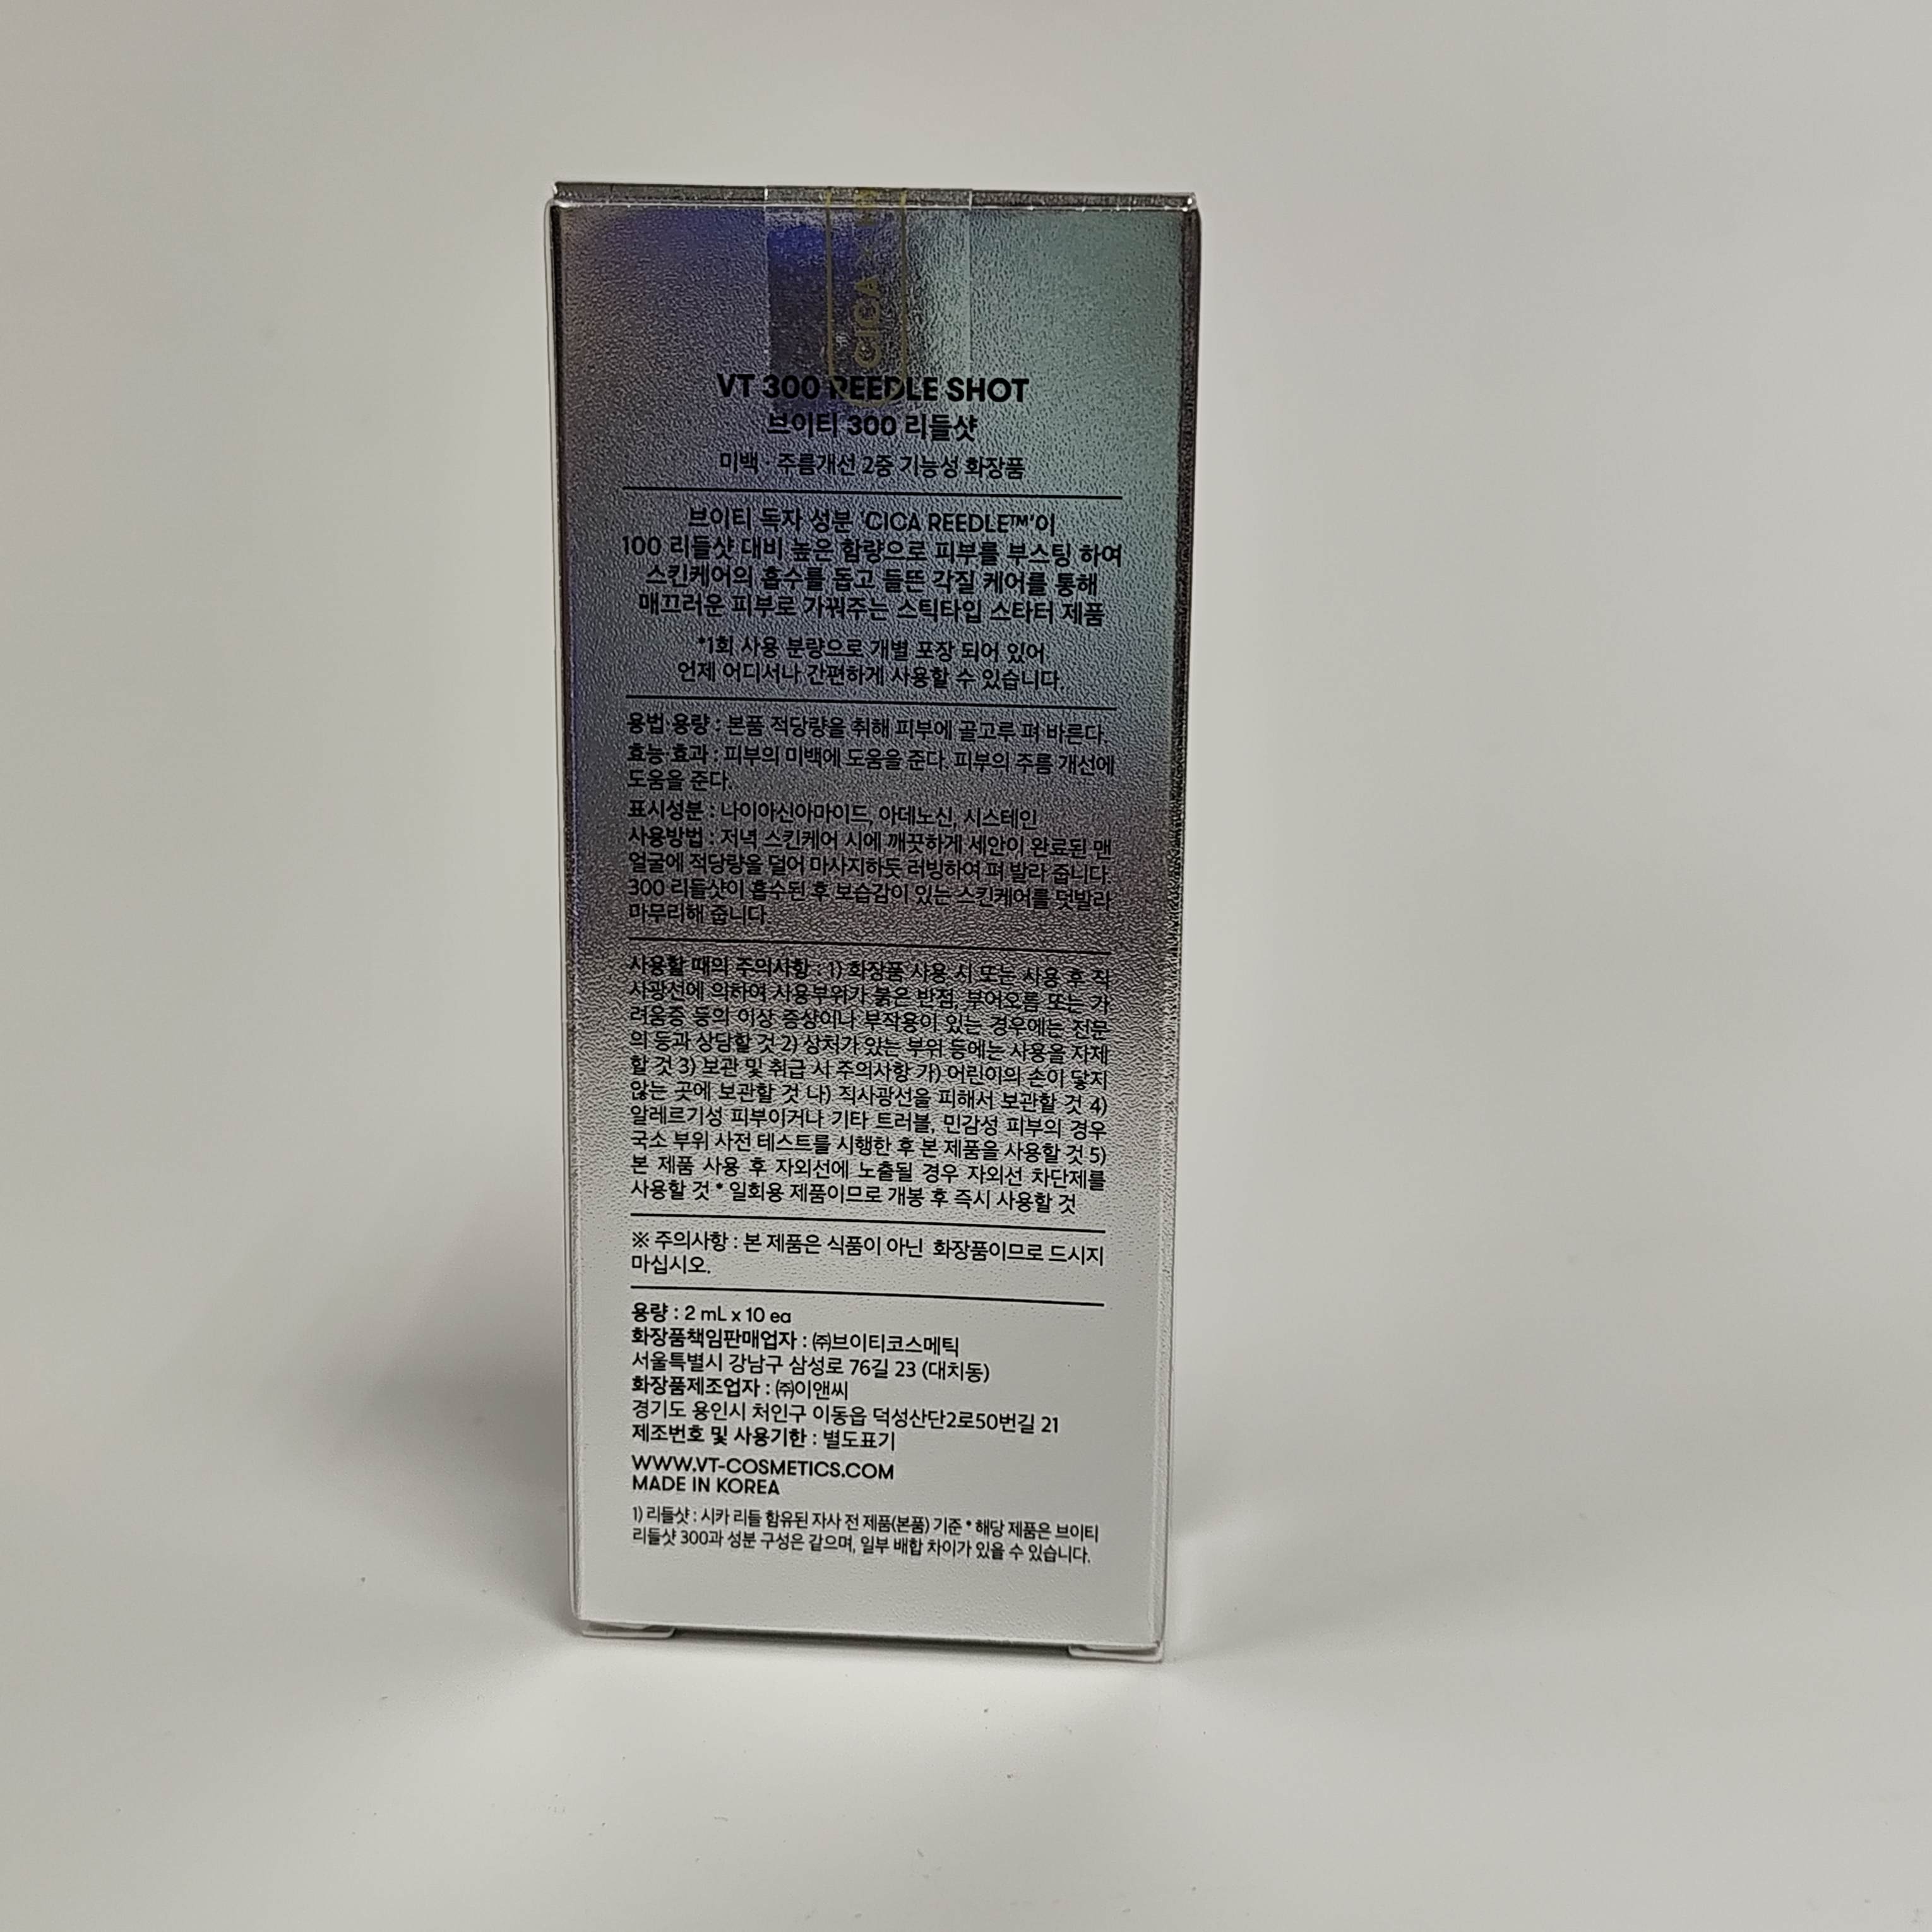 CICA ×
VT 300 REEDLE SHOT
브이티 300 리들샷
미백 · 주름개선 2중 기능성 화장품
브이티 독자 성분 'CICA REEDLE™'이
100 리들샷 대비 높은 함량으로 피부를 부스팅 하여
스킨케어의 흡수를 돕고 들뜬 각질 케어를 통해
매끄러운 피부로 가꿔주는 스틱타입 스타터 제품
*1회 사용 분량으로 개별 포장 되어 있어
언제 어디서나 간편하게 사용할 수 있습니다.
용법·용량 : 본품 적당량을 취해 피부에 골고루 펴 바른다.
효능·효과 : 피부의 미백에 도움을 준다. 피부의 주름 개선에
도움을 준다.
표시성분 : 나이아신아마이드, 아데노신, 시스테인
사용방법 : 저녁 스킨케어 시에 깨끗하게 세안이 완료된 맨
얼굴에 적당량을 덜어 마사지하듯 러빙하여 펴 발라 줍니다.
300 리들샷이 흡수된 후 보습감이 있는 스킨케어를 덧발라
마무리해 줍니다.
사용할 때의 주의사항 : 1) 화장품 사용 시 또는 사용 후 직
사광선에 의하여 사용부위가 붉은 반점, 부어오름 또는 가
려움증 등의 이상 증상이나 부작용이 있는 경우에는 전문
의 등과 상담할 것 2) 상처가 있는 부위 등에는 사용을 자제
할 것 3) 보관 및 취급 시 주의사항 가) 어린이의 손이 닿지
않는 곳에 보관할 것 나) 직사광선을 피해서 보관할 것 4)
알레르기성 피부이거나 기타 트러블, 민감성 피부의 경우
국소 부위 사전 테스트를 시행한 후 본 제품을 사용할 것 5)
본 제품 사용 후 자외선에 노출될 경우 자외선 차단제를
사용할 것 * 일회용 제품이므로 개봉 후 즉시 사용할 것
※ 주의사항 : 본 제품은 식품이 아닌 화장품이므로 드시지
마십시오.
용량 : 2 mL x 10 ea
화장품책임판매업자 : ㈜브이티코스메틱
서울특별시 강남구 삼성로 76길 23 (대치동)
화장품제조업자 : ㈜이앤씨
경기도 용인시 처인구 이동읍 덕성산단2로50번길 21
제조번호 및 사용기한 : 별도표기
WWW.VT-COSMETICS.COM
MADE IN KOREA
1) 리들샷 : 시카 리들 함유된 자사 전 제품(본품) 기준 * 해당 제품은 브이티
리들샷 300과 성분 구성은 같으며, 일부 배합 차이가 있을 수 있습니다.